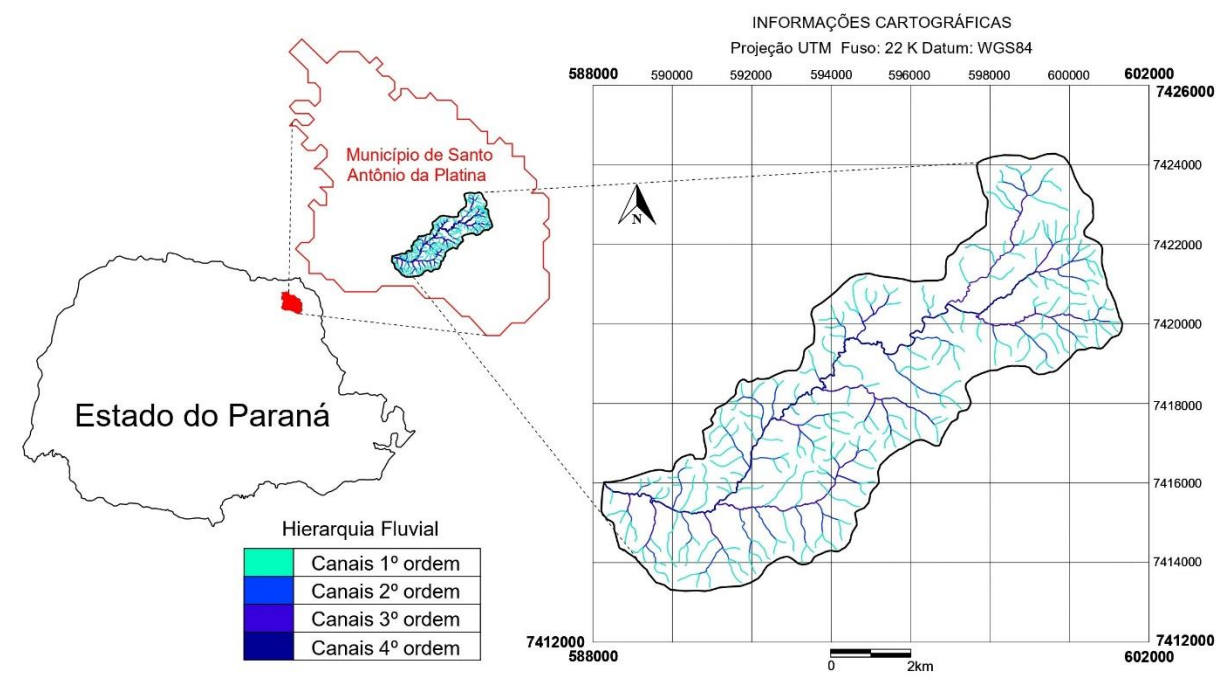 INFORMAÇÕES CARTOGRÁFICAS
Projeção UTM Fuso: 22 K Datum: WGS84
588000 590000 592000 594000 596000 598000 600000 602000
7426000
7424000
7422000
7420000
7418000
7416000
7414000
7412000 7412000
588000 602000
0 2km
N
Município de Santo
Antônio da Platina
Estado do Paraná
Hierarquia Fluvial
Canais 1º ordem
Canais 2º ordem
Canais 3º ordem
Canais 4º ordem